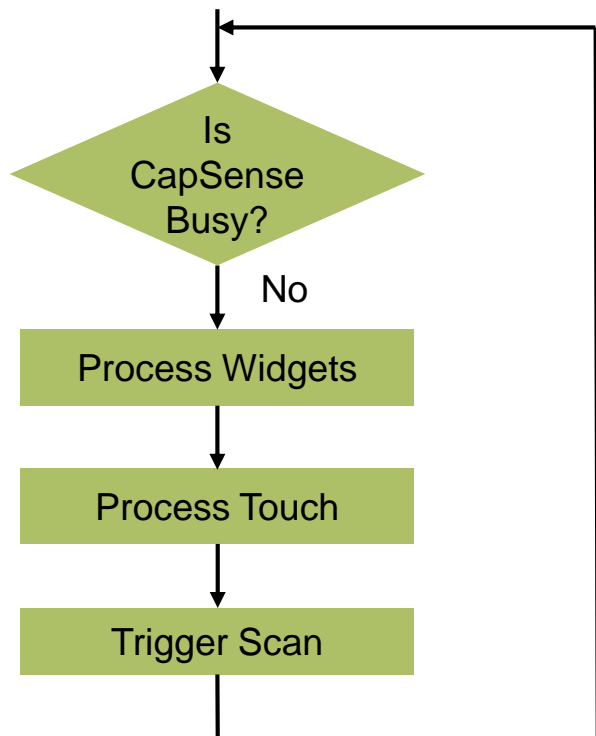 Is
CapSense
Busy?
No
Process Widgets
Process Touch
Trigger Scan